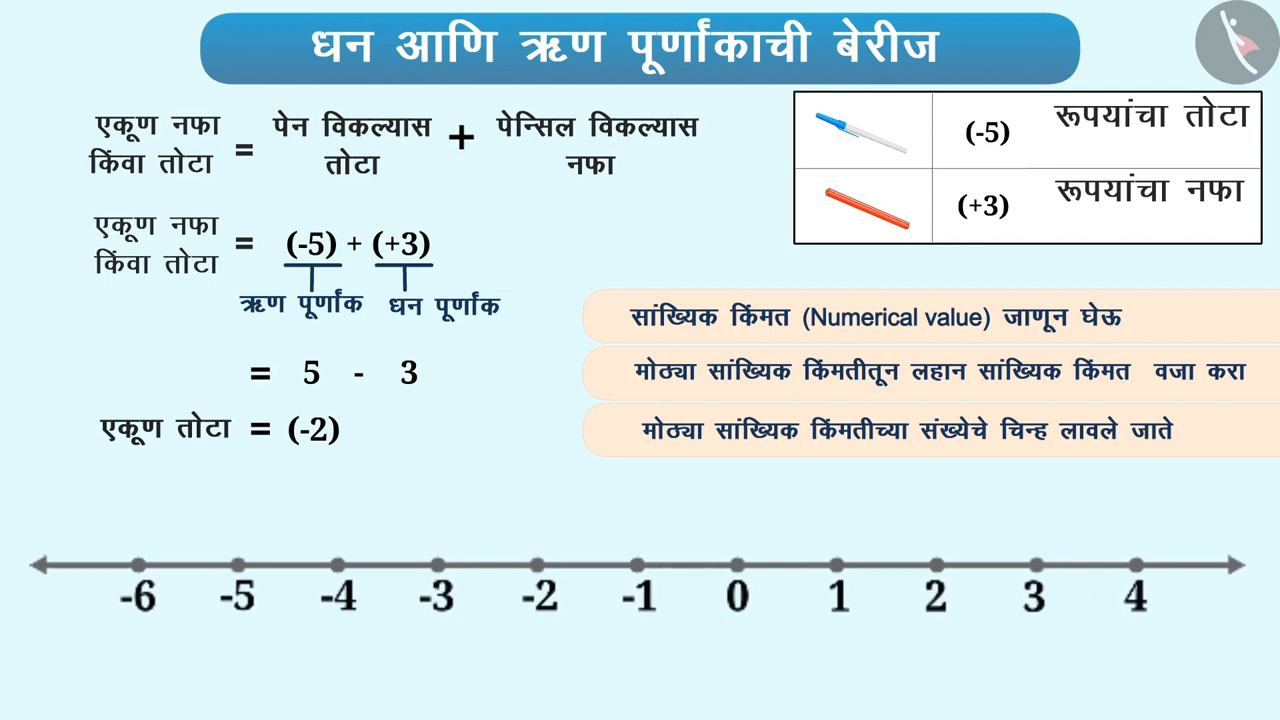 धन आणि ऋण पूर्णांकाची बेरीज
एकूण नफा किंवा तोटा = पेन विकल्यास तोटा + पेन्सिल विकल्यास नफा
(-5) रूपयांचा तोटा
(+3) रूपयांचा नफा
एकूण नफा किंवा तोटा = (-5) + (+3)
ऋण पूर्णांक धन पूर्णांक
सांख्यिक किंमत (Numerical value) जाणून घेऊ
= 5 - 3
मोठ्या सांख्यिक किंमतीतून लहान सांख्यिक किंमत वजा करा
एकूण तोटा = (-2)
मोठ्या सांख्यिक किंमतीच्या संख्येचे चिन्ह लावले जाते
-6 -5 -4 -3 -2 -1 0 1 2 3 4